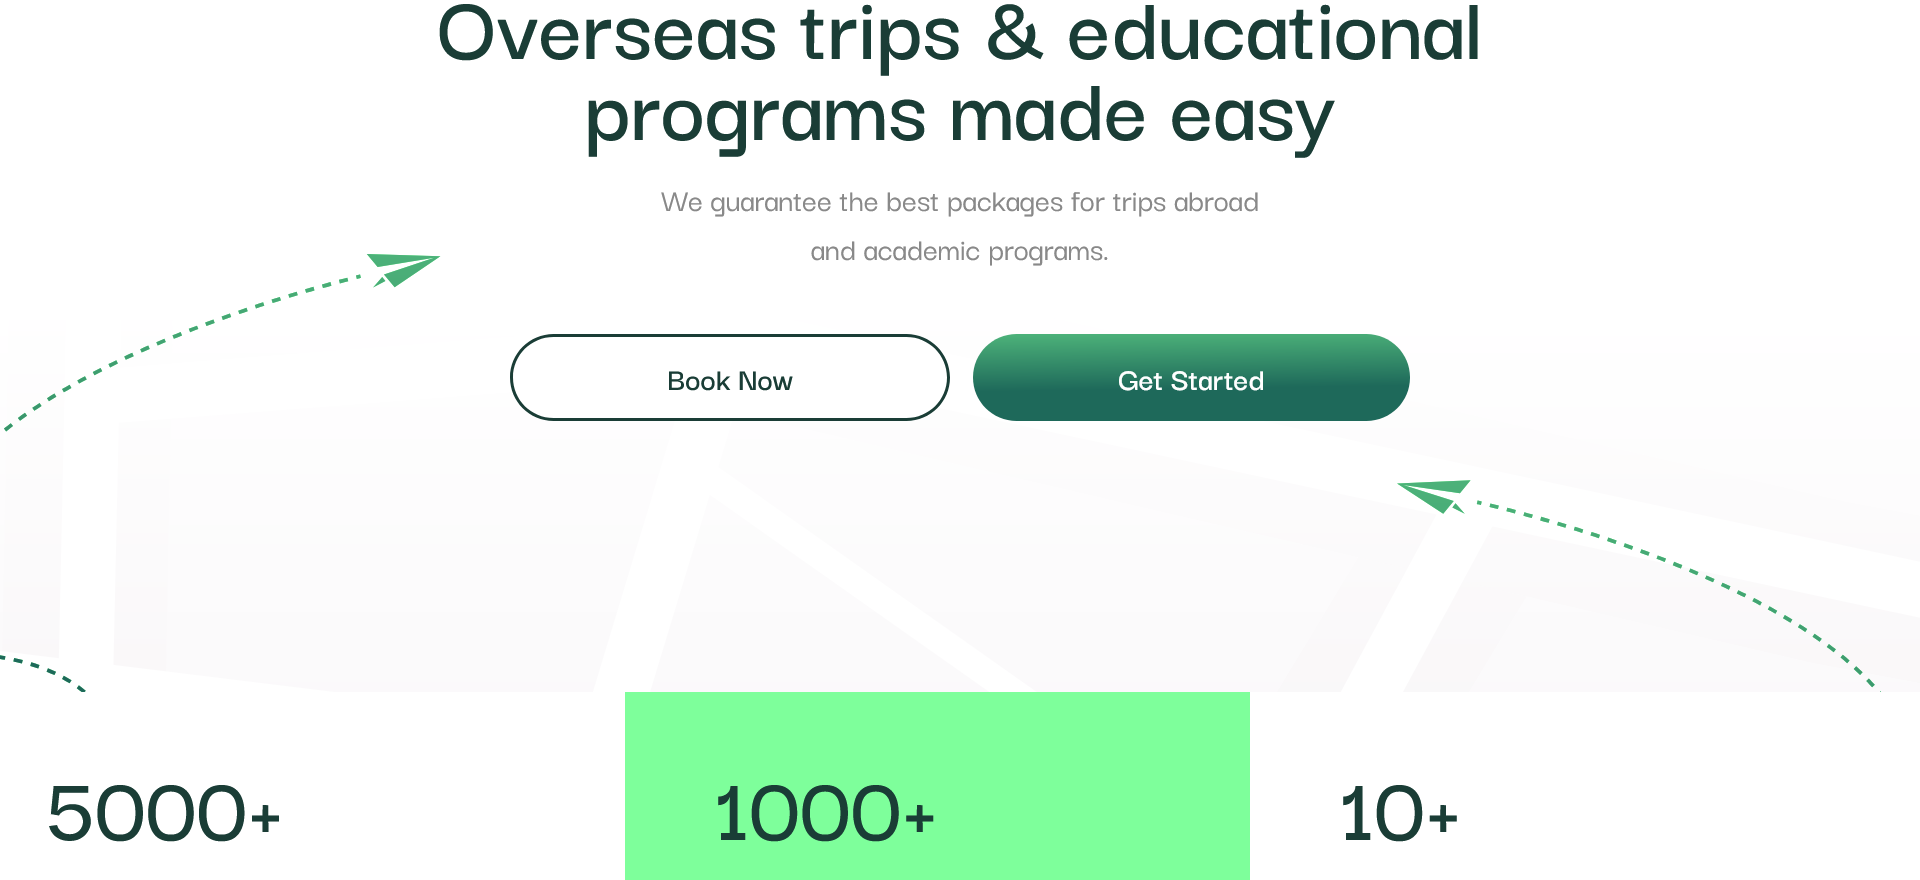 Overseas trips & educational
programs made easy
We guarantee the best packages for trips abroad
and academic programs.
Book Now
Get Started
5000+
1000+
10+